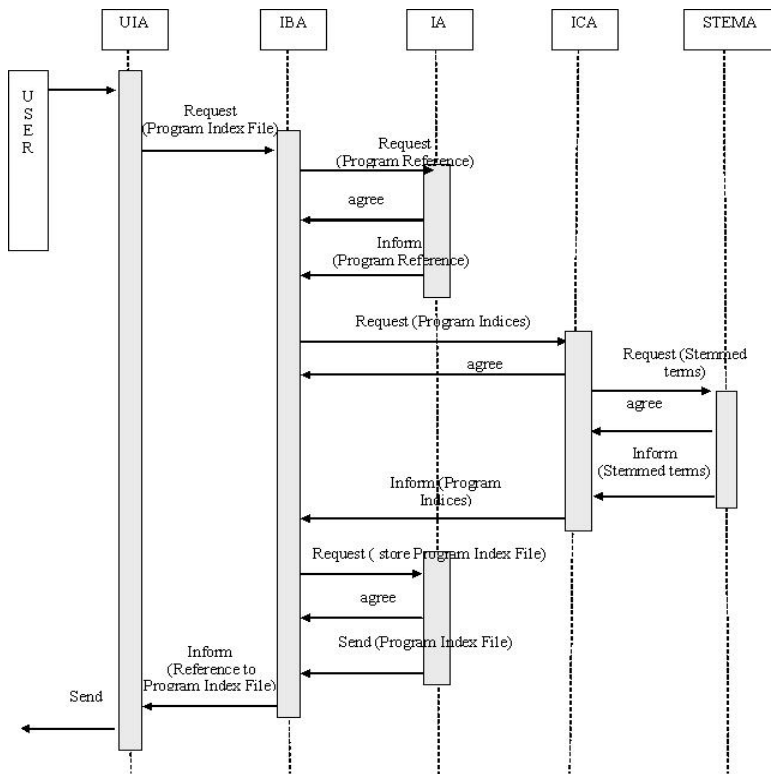 UIA
IBA
IA
ICA
STEMA
U
S
E
R
Request
(Program Index File)
Request
(Program Reference)
agree
Inform
(Program Reference)
Request (Program Indices)
agree
Request (Stemmed
terms)
agree
Inform
(Stemmed terms)
Inform (Program
Indices)
Request ( store Program Index File)
agree
Send (Program Index File)
Inform
(Reference to
Program Index File)
Send